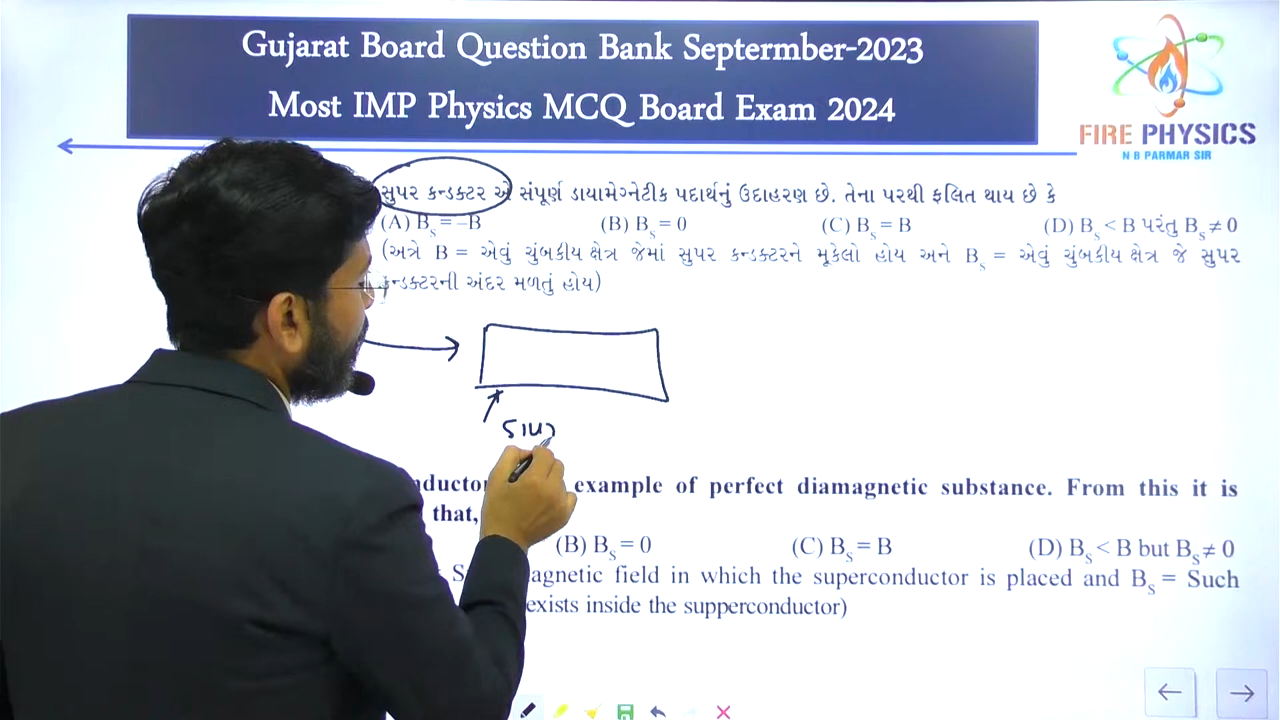 Gujarat Board Question Bank Septermber-2023
Most IMP Physics MCQ Board Exam 2024
FIRE PHYSICS
N B PARMAR SIR
સુપર કન્ડક્ટર એ સંપૂર્ણ ડાયામેગ્નેટીક પદાર્થનું ઉદાહરણ છે. તેના પરથી ફલિત થાય છે કે
(A) Bs = –B (B) Bs = 0 (C) Bs = B (D) Bs < B પરંતુ Bs ≠ 0
(અત્રે B = એવું ચુંબકીય ક્ષેત્ર જેમાં સુપર કન્ડક્ટરને મૂકેલો હોય અને Bs = એવું ચુંબકીય ક્ષેત્ર જે સુપર
કન્ડક્ટરની અંદર મળતું હોય)
example of perfect diamagnetic substance. From this it is
that,
(B) Bs = 0 (C) Bs = B (D) Bs < B but Bs ≠ 0
field in which the superconductor is placed and Bs = Such
exists inside the supperconductor)